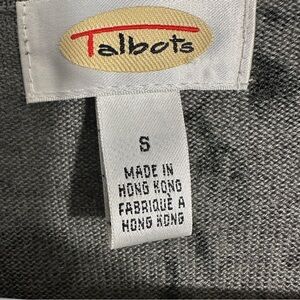 Talbots
S
MADE IN
HONG KONG
FABRIQUÉ À
HONG KONG